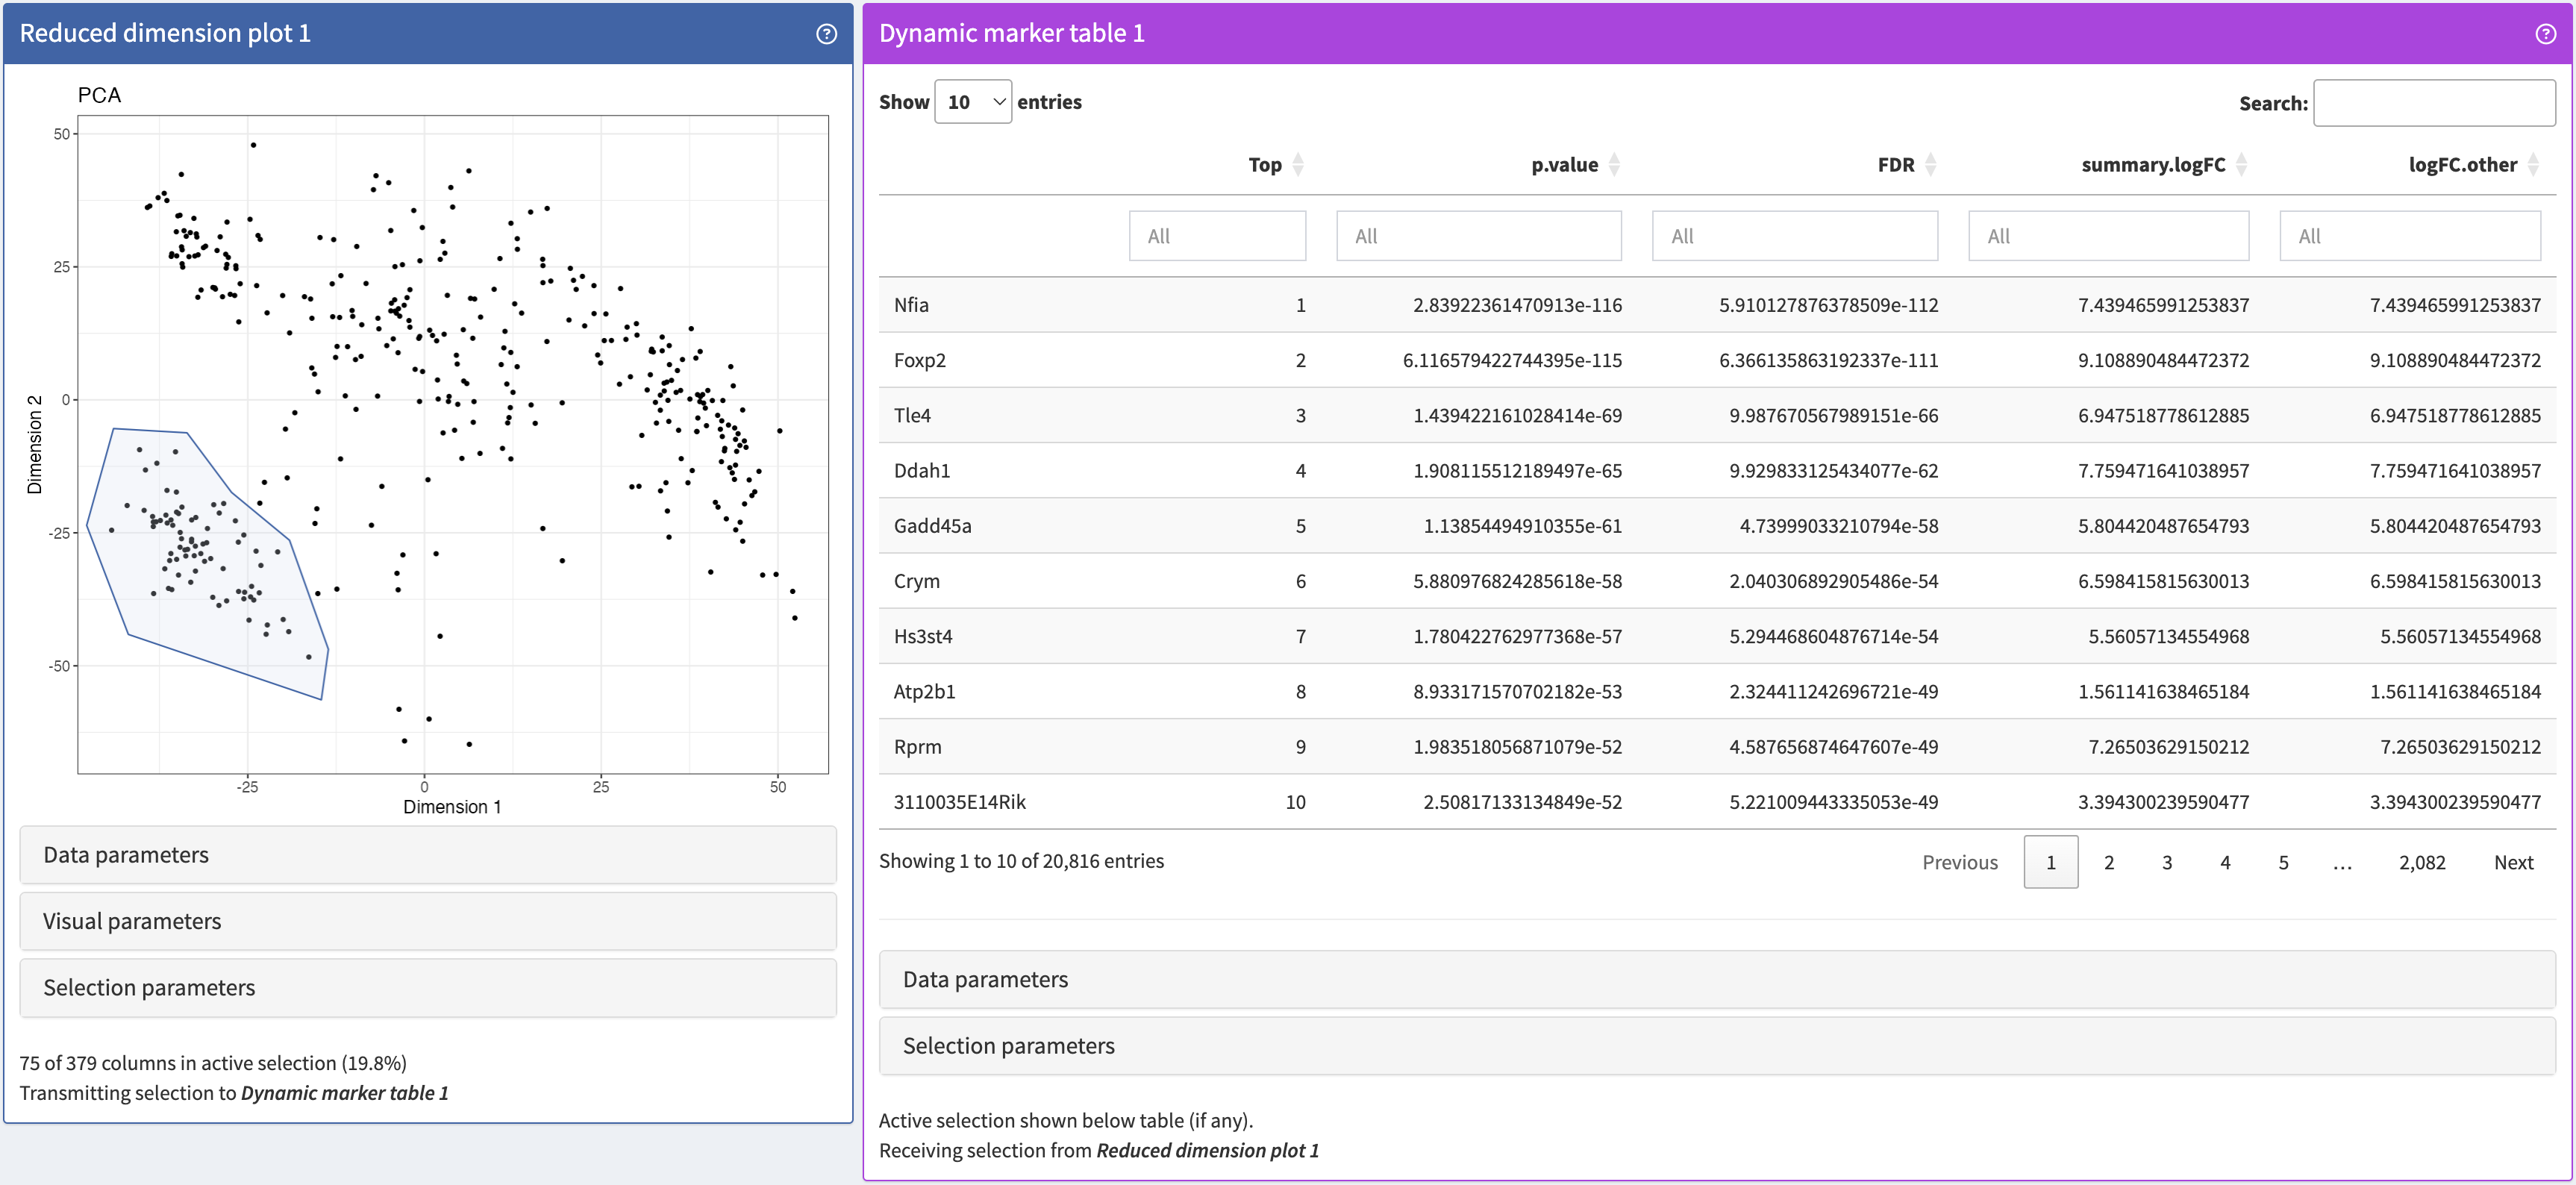 Reduced dimension plot 1
PCA
50
25
0
-25
-50
Dimension 2
-25 0 25 50
Dimension 1
Data parameters
Visual parameters
Selection parameters
75 of 379 columns in active selection (19.8%)
Transmitting selection to Dynamic marker table 1
Dynamic marker table 1
Show 10 entries
Search:
Top p.value FDR summary.logFC logFC.other
All All All All All
Nfia 1 2.83922361470913e-116 5.910127876378509e-112 7.439465991253837 7.439465991253837
Foxp2 2 6.116579422744395e-115 6.366135863192337e-111 9.108890484472372 9.108890484472372
Tle4 3 1.439422161028414e-69 9.987670567989151e-66 6.947518778612885 6.947518778612885
Ddah1 4 1.908115512189497e-65 9.929833125434077e-62 7.759471641038957 7.759471641038957
Gadd45a 5 1.13854494910355e-61 4.73999033210794e-58 5.804420487654793 5.804420487654793
Crym 6 5.880976824285618e-58 2.040306892905486e-54 6.598415815630013 6.598415815630013
Hs3st4 7 1.780422762977368e-57 5.294468604876714e-54 5.56057134554968 5.56057134554968
Atp2b1 8 8.933171570702182e-53 2.324411242696721e-49 1.561141638465184 1.561141638465184
Rprm 9 1.983518056871079e-52 4.587656874647607e-49 7.26503629150212 7.26503629150212
3110035E14Rik 10 2.50817133134849e-52 5.221009443335053e-49 3.394300239590477 3.394300239590477
Showing 1 to 10 of 20,816 entries
Previous 1 2 3 4 5 … 2,082 Next
Data parameters
Selection parameters
Active selection shown below table (if any).
Receiving selection from Reduced dimension plot 1